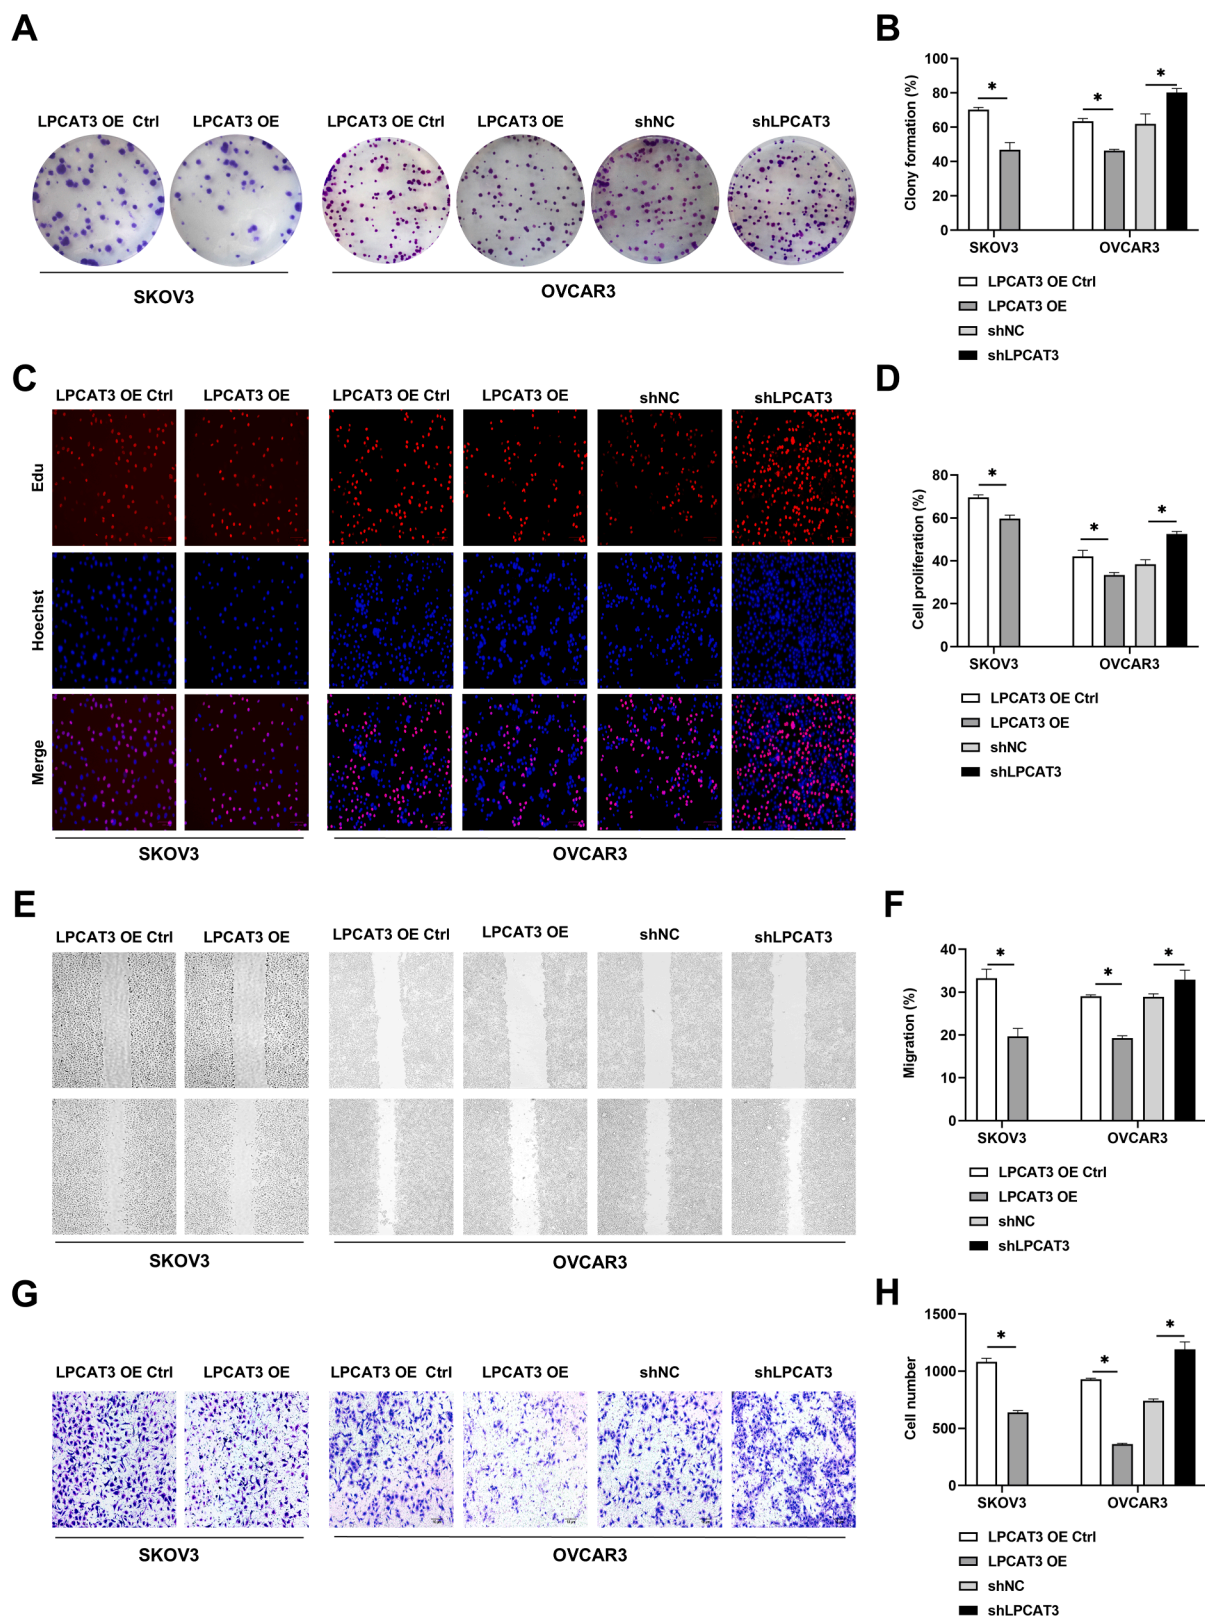 A
LPCAT3 OE Ctrl LPCAT3 OE LPCAT3 OE Ctrl LPCAT3 OE shNC shLPCAT3
SKOV3 OVCAR3
B
Clony formation (%)
100
80
60
40
20
0
* * *
SKOV3 OVCAR3
LPCAT3 OE Ctrl
LPCAT3 OE
shNC
shLPCAT3
C
LPCAT3 OE Ctrl LPCAT3 OE LPCAT3 OE Ctrl LPCAT3 OE shNC shLPCAT3
Edu
Hoechst
Merge
SKOV3 OVCAR3
D
Cell proliferation (%)
80
60
40
20
0
* * *
SKOV3 OVCAR3
LPCAT3 OE Ctrl
LPCAT3 OE
shNC
shLPCAT3
E
LPCAT3 OE Ctrl LPCAT3 OE LPCAT3 OE Ctrl LPCAT3 OE shNC shLPCAT3
SKOV3 OVCAR3
F
Migration (%)
40
30
20
10
0
* * *
SKOV3 OVCAR3
LPCAT3 OE Ctrl
LPCAT3 OE
shNC
shLPCAT3
G
LPCAT3 OE Ctrl LPCAT3 OE LPCAT3 OE Ctrl LPCAT3 OE shNC shLPCAT3
SKOV3 OVCAR3
H
Cell number
1500
1000
500
0
* * *
SKOV3 OVCAR3
LPCAT3 OE Ctrl
LPCAT3 OE
shNC
shLPCAT3